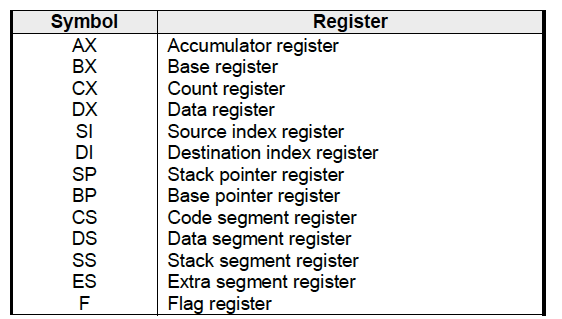 Symbol Register
AX Accumulator register
BX Base register
CX Count register
DX Data register
SI Source index register
DI Destination index register
SP Stack pointer register
BP Base pointer register
CS Code segment register
DS Data segment register
SS Stack segment register
ES Extra segment register
F Flag register